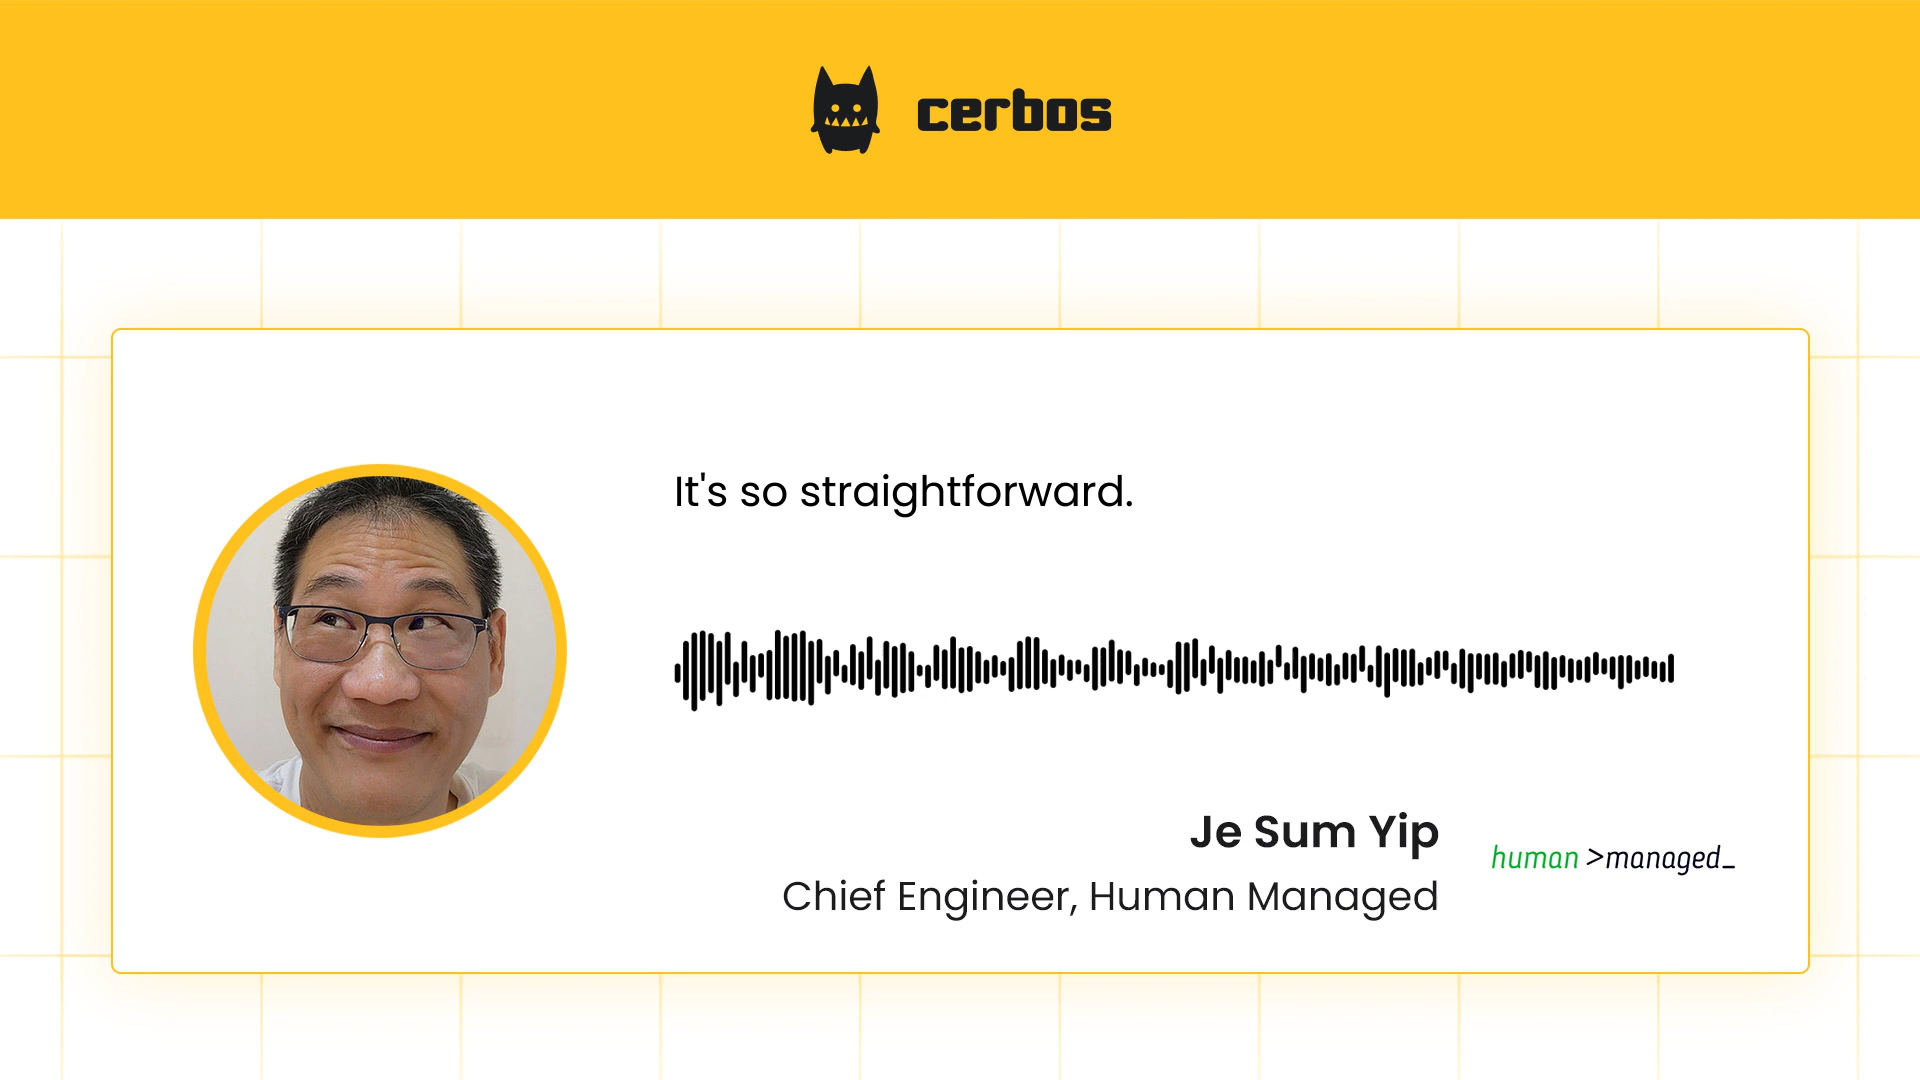 cerbos
It's so straightforward.
Je Sum Yip
Chief Engineer, Human Managed
human >managed_